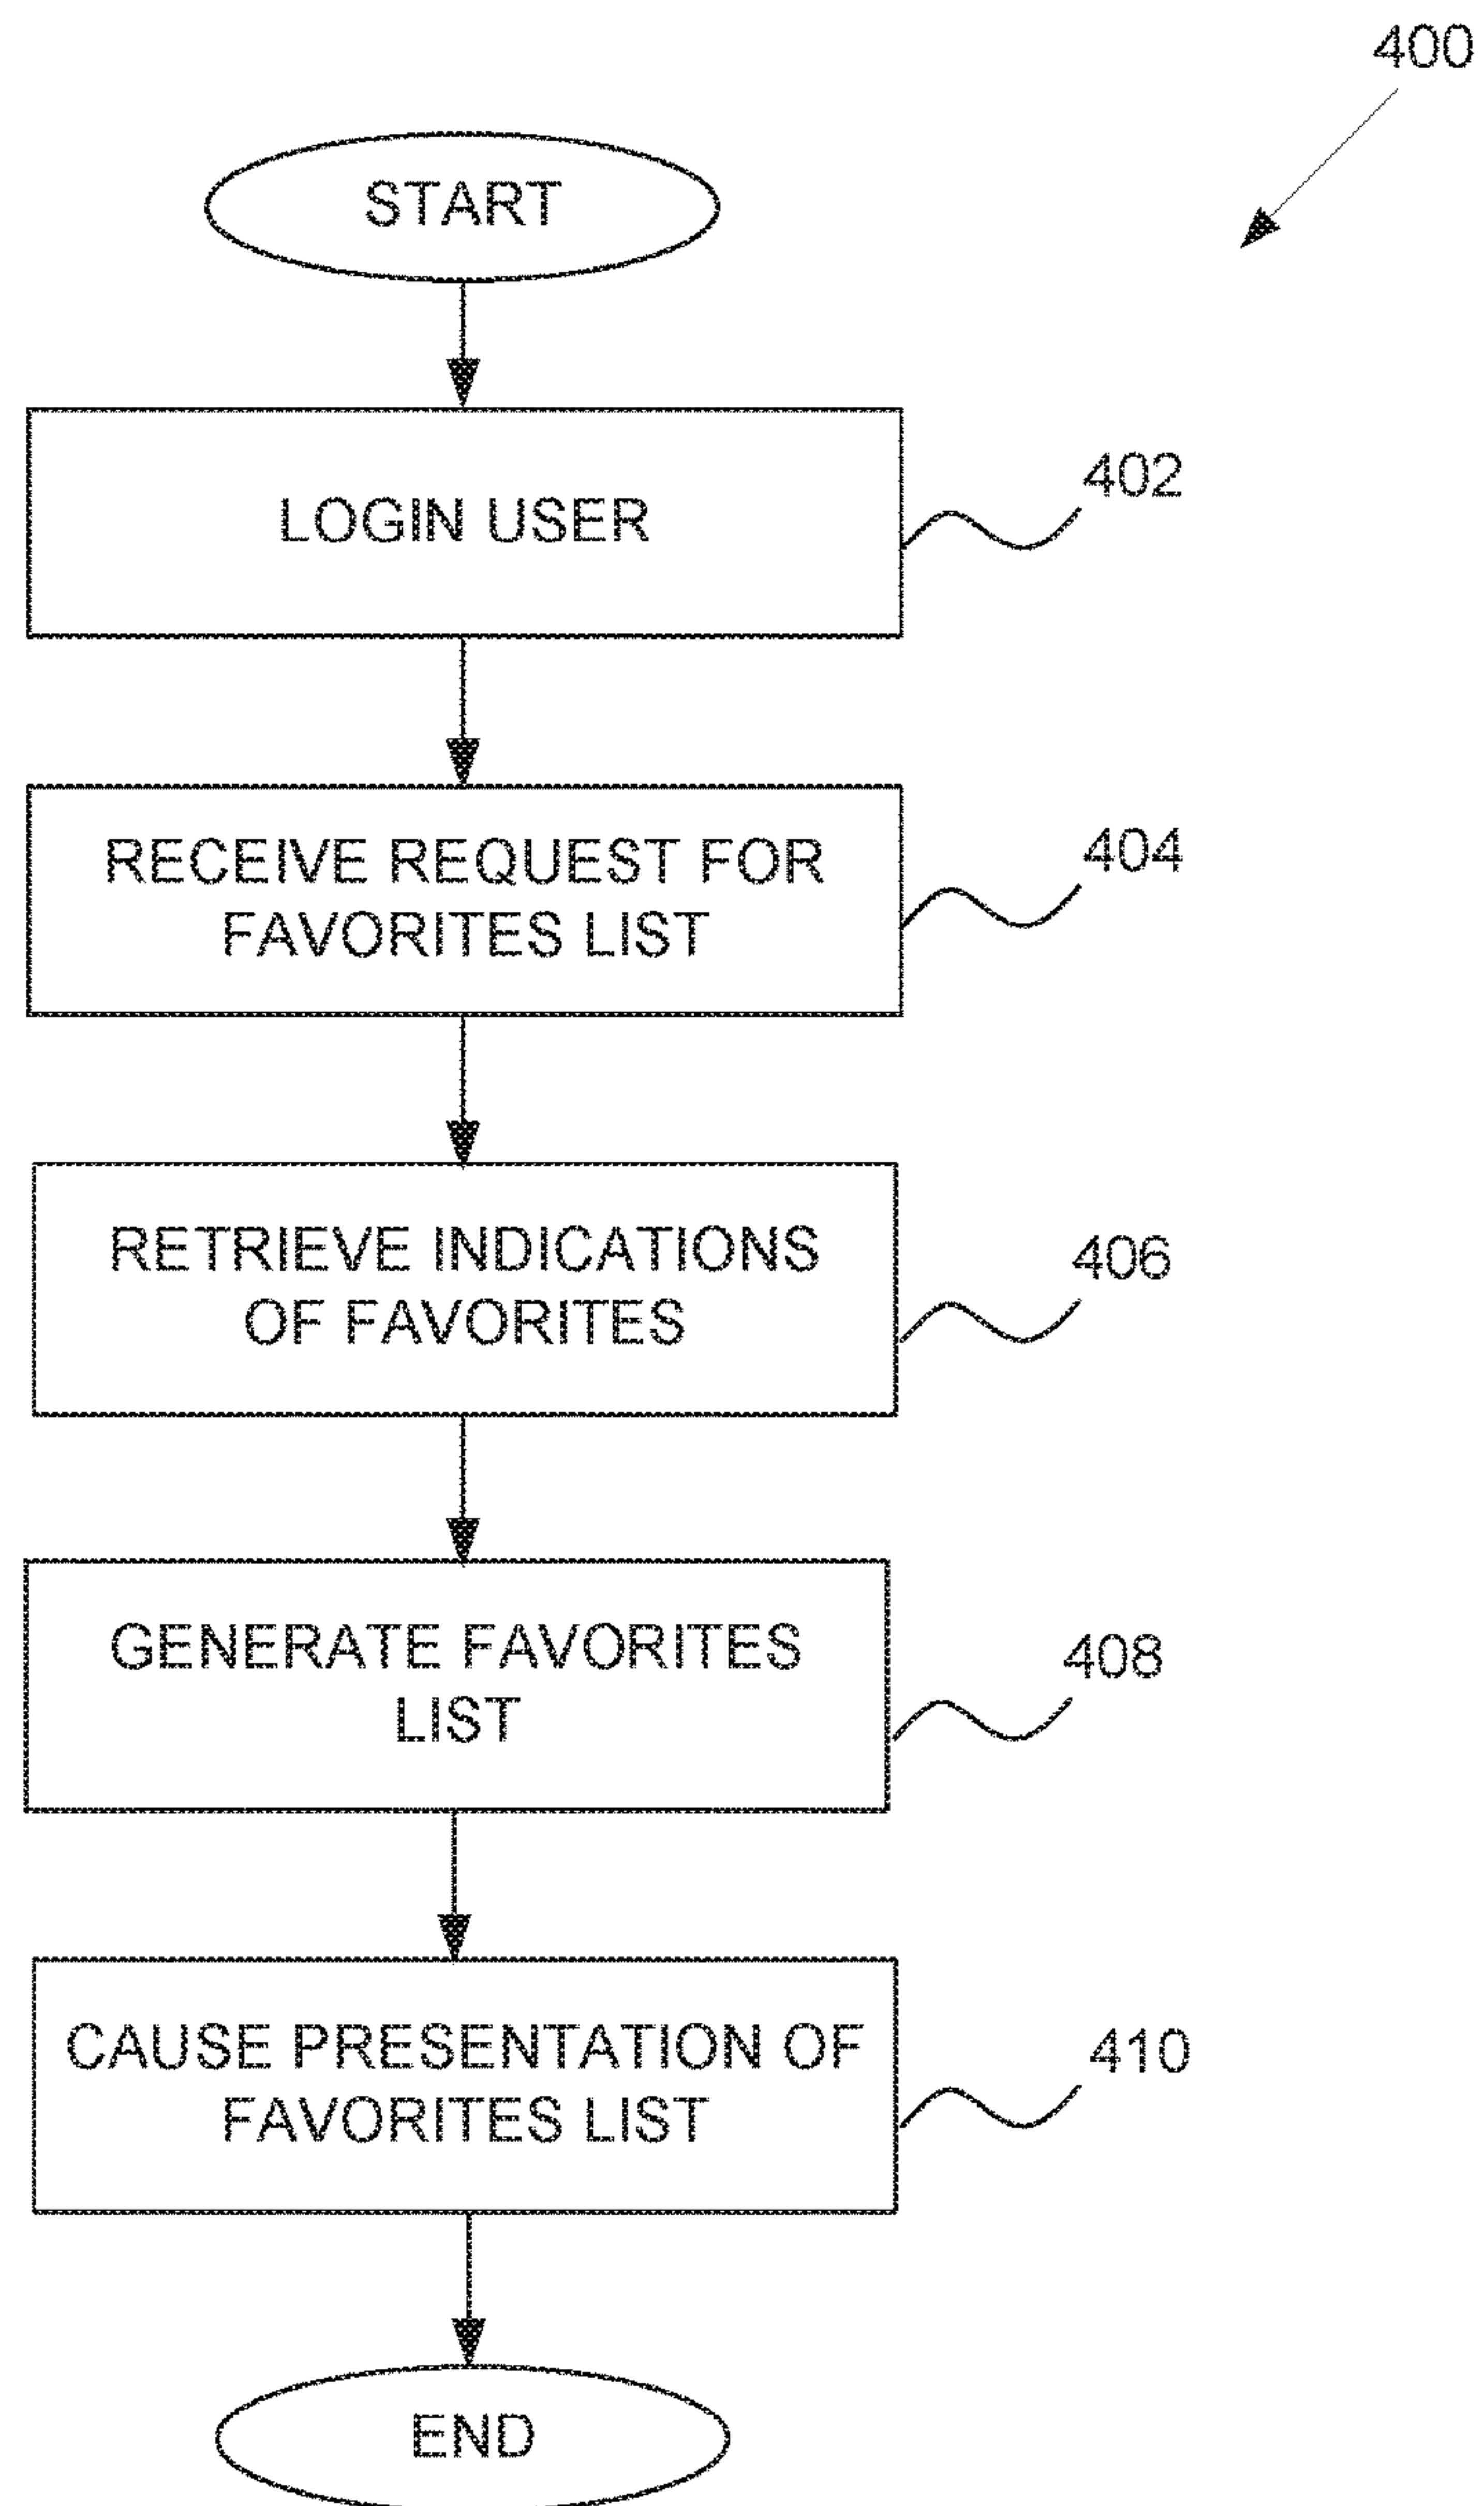 400
START
LOGIN USER
402
RECEIVE REQUEST FOR
FAVORITES LIST
404
RETRIEVE INDICATIONS
OF FAVORITES
406
GENERATE FAVORITES
LIST
408
CAUSE PRESENTATION OF
FAVORITES LIST
410
END